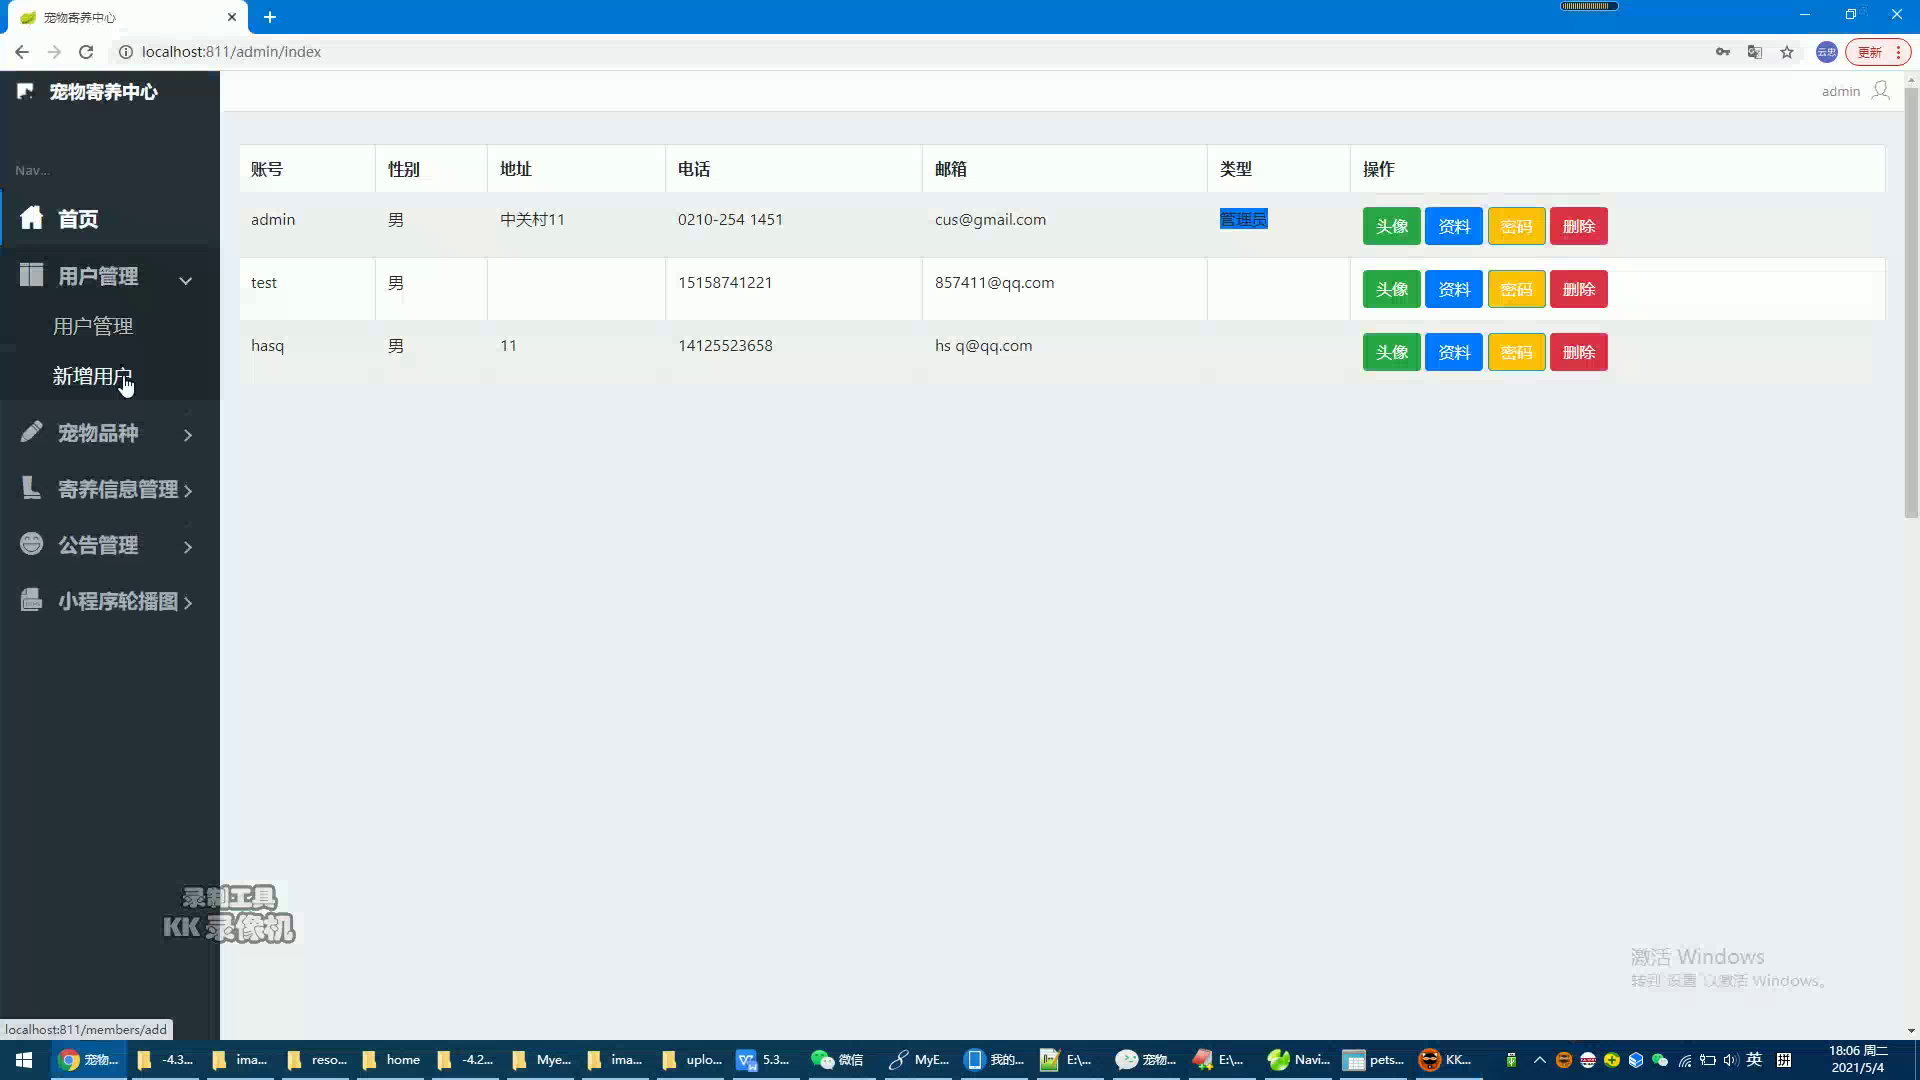 宠物寄养中心
localhost:811/admin/index
云忠
更新
宠物寄养中心
admin
Nav...
首页
用户管理
用户管理
新增用户
宠物品种
寄养信息管理
公告管理
小程序轮播图
账号 性别 地址 电话 邮箱 类型 操作
admin 男 中关村11 0210-254 1451 cus@gmail.com 管理员 头像 资料 密码 删除
test 男 15158741221 857411@qq.com 头像 资料 密码 删除
hasq 男 11 14125523658 hs q@qq.com 头像 资料 密码 删除
录制工具
KK 录像机
激活 Windows
转到"设置"以激活 Windows。
localhost:811/members/add
宠物... -4.3... ima... reso... home -4.2... Mye... ima... uplo... 5.3... 微信 MyE... 我的... E:\... 宠物... E:\... Navi... pets... KK... 英 拼
18:06 周二
2021/5/4